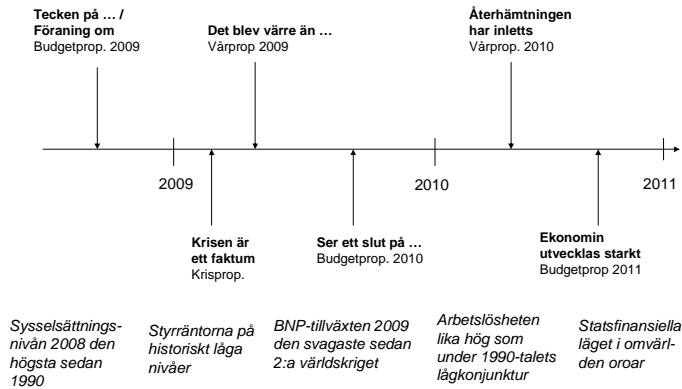 Tecken på ... /
Föraning om
Budgetprop. 2009
Det blev värre än ...
Vårprop 2009
Återhämtningen
har inletts
Vårprop. 2010
2009
2010
2011
Krisen är
ett faktum
Krisprop.
Ser ett slut på ...
Budgetprop. 2010
Ekonomin
utvecklas starkt
Budgetprop 2011
Sysselsättnings-
nivån 2008 den
högsta sedan
1990
Styrräntorna på
historiskt låga
nivåer
BNP-tillväxten 2009
den svagaste sedan
2:a världskriget
Arbetslösheten
lika hög som
under 1990-talets
lågkonjunktur
Statsfinansiella
läget i omvärl-
den oroar